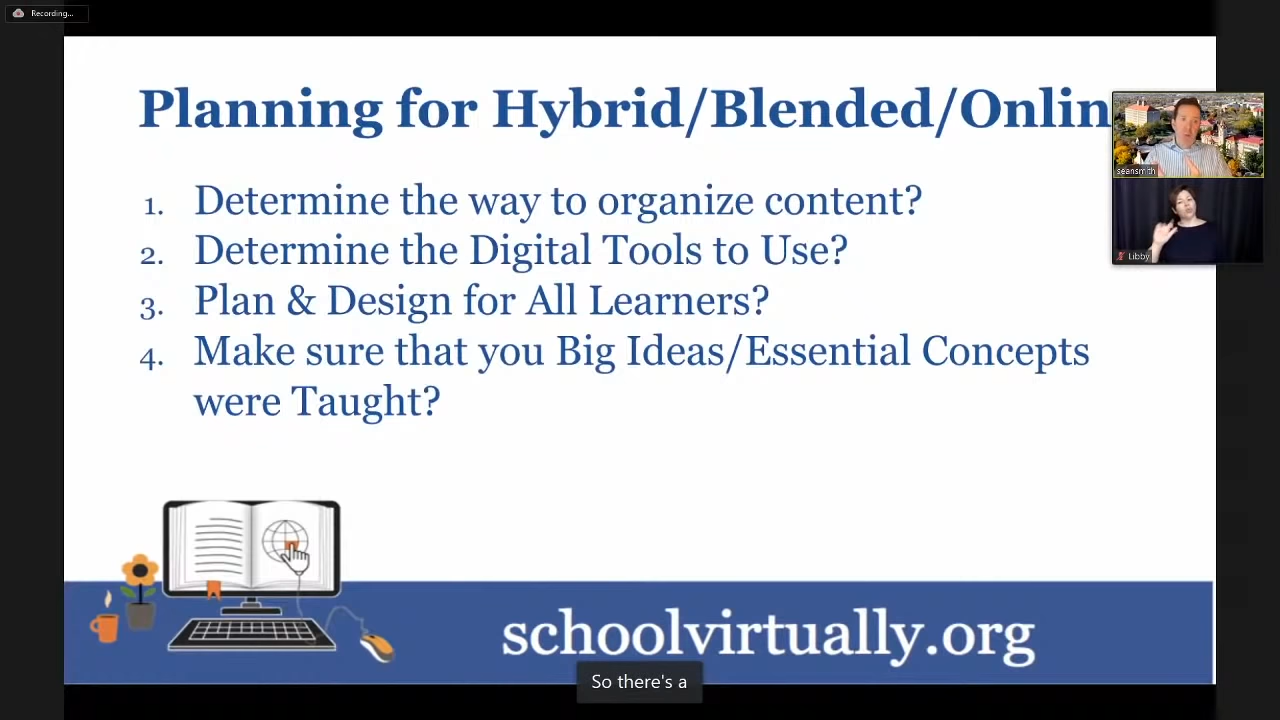 Recording...
Planning for Hybrid/Blended/Onlin
1. Determine the way to organize content?
2. Determine the Digital Tools to Use?
3. Plan & Design for All Learners?
4. Make sure that you Big Ideas/Essential Concepts
were Taught?
seansmith
Libby
schoolvirtually.org
So there's a